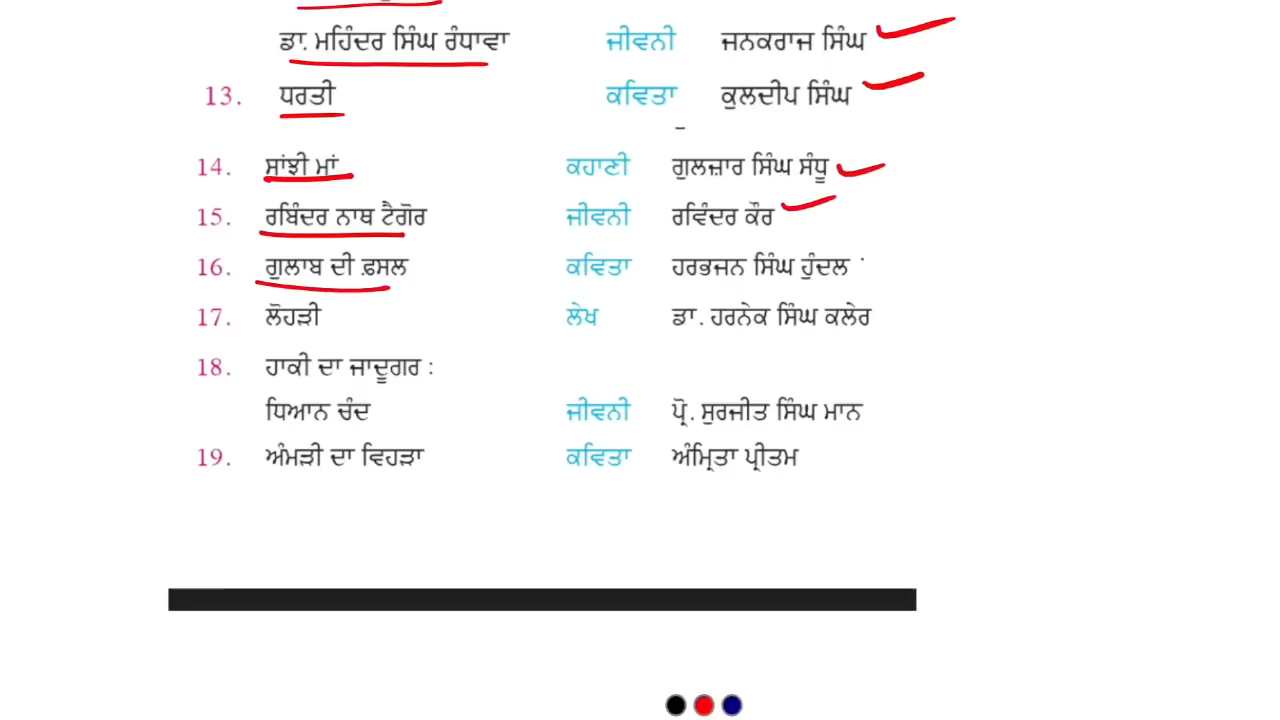 ਡਾ. ਮਹਿੰਦਰ ਸਿੰਘ ਰੰਧਾਵਾ ਜੀਵਨੀ ਜਨਕਰਾਜ ਸਿੰਘ
13. ਧਰਤੀ ਕਵਿਤਾ ਕੁਲਦੀਪ ਸਿੰਘ
14. ਸਾਂਝੀ ਮਾਂ ਕਹਾਣੀ ਗੁਲਜ਼ਾਰ ਸਿੰਘ ਸੰਧੂ
15. ਰਬਿੰਦਰ ਨਾਥ ਟੈਗੋਰ ਜੀਵਨੀ ਰਵਿੰਦਰ ਕੌਰ
16. ਗੁਲਾਬ ਦੀ ਫ਼ਸਲ ਕਵਿਤਾ ਹਰਭਜਨ ਸਿੰਘ ਹੁੰਦਲ
17. ਲੋਹੜੀ ਲੇਖ ਡਾ. ਹਰਨੇਕ ਸਿੰਘ ਕਲੇਰ
18. ਹਾਕੀ ਦਾ ਜਾਦੂਗਰ :
ਧਿਆਨ ਚੰਦ ਜੀਵਨੀ ਪ੍ਰੋ. ਸੁਰਜੀਤ ਸਿੰਘ ਮਾਨ
19. ਅੰਮੜੀ ਦਾ ਵਿਹੜਾ ਕਵਿਤਾ ਅੰਮ੍ਰਿਤਾ ਪ੍ਰੀਤਮ